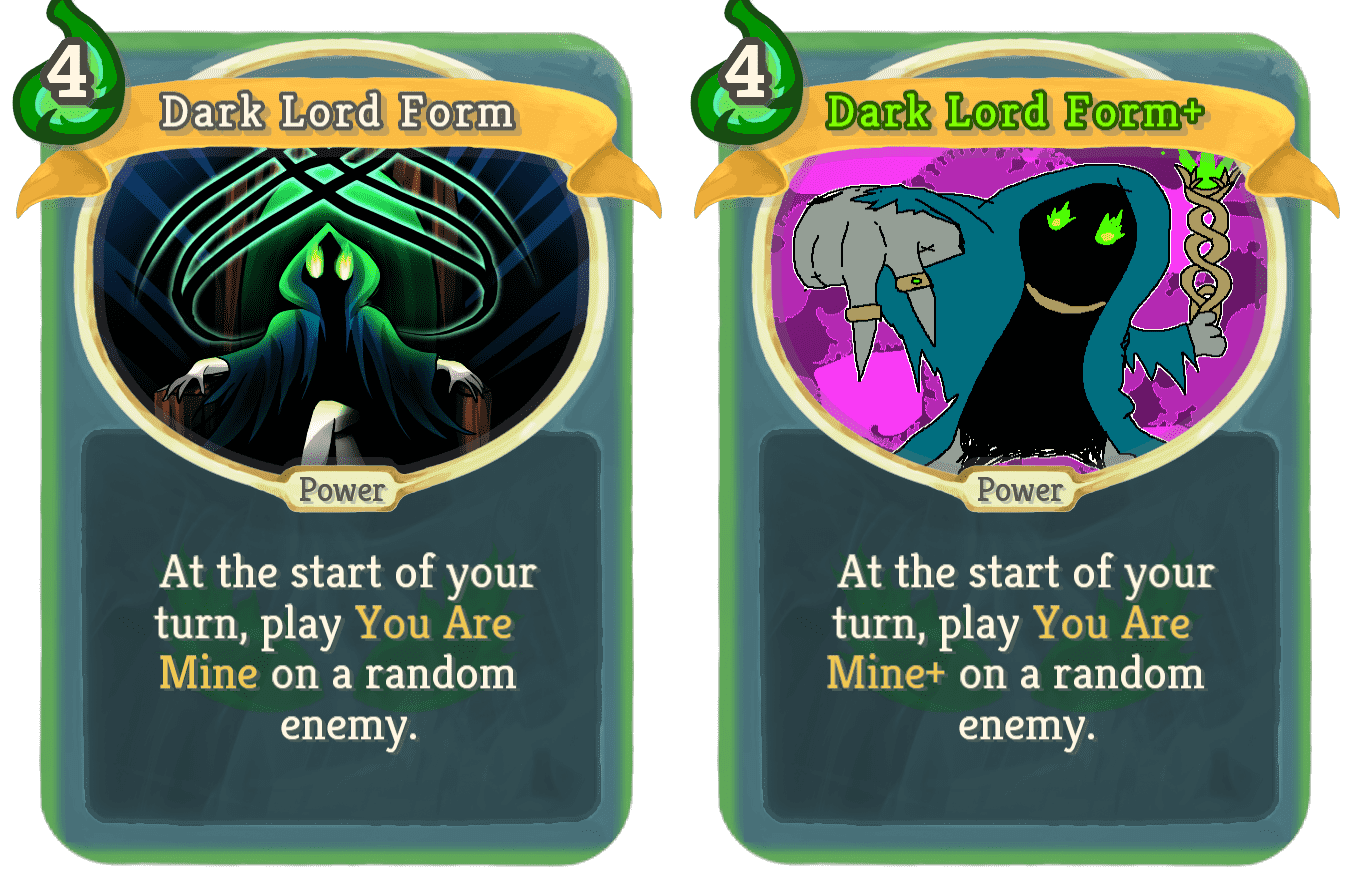 4
Dark Lord Form
Power
At the start of your
turn, play You Are
Mine on a random
enemy.
4
Dark Lord Form+
Power
At the start of your
turn, play You Are
Mine+ on a random
enemy.